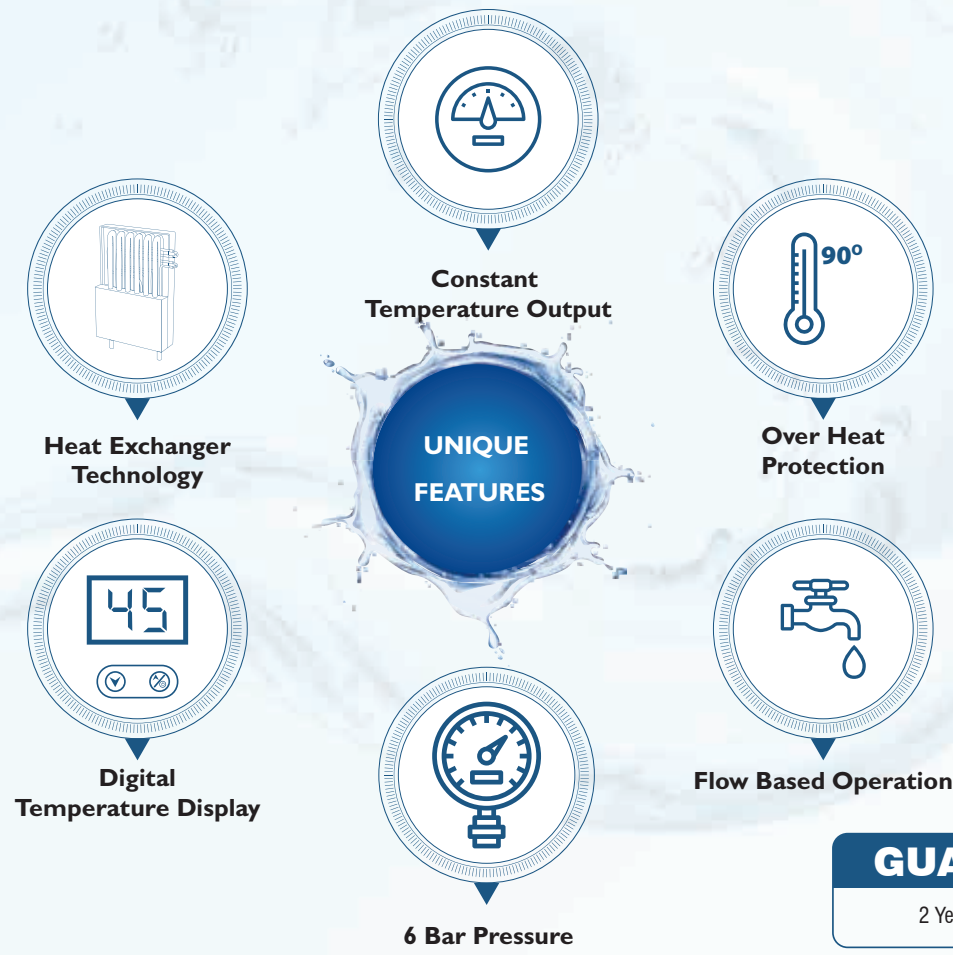 Constant
Temperature Output
90°
Heat Exchanger
Technology
UNIQUE
FEATURES
Over Heat
Protection
45
Digital
Temperature Display
Flow Based Operation
6 Bar Pressure
2